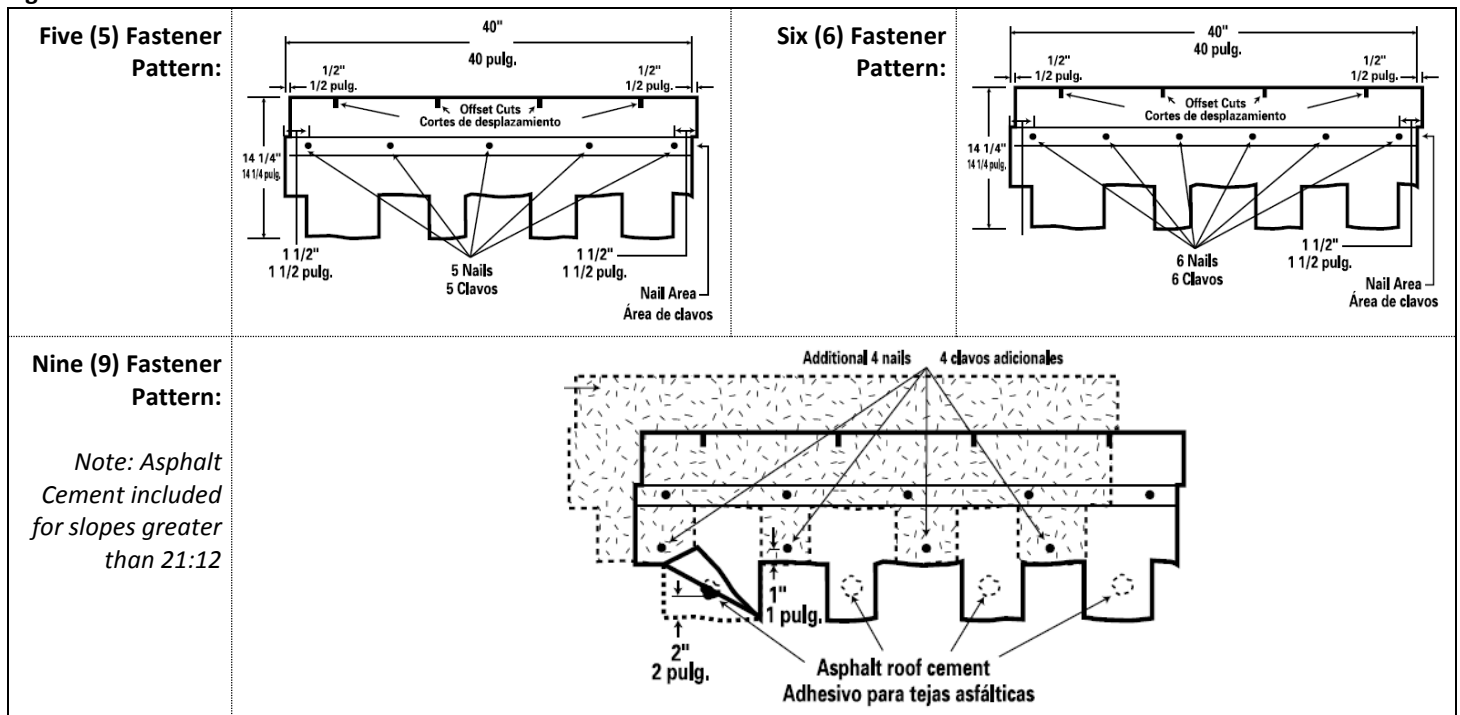 Five (5) Fastener
Pattern:
40"
40 pulg.
1/2"
1/2 pulg.
1/2"
1/2 pulg.
Offset Cuts
Cortes de desplazamiento
14 1/4"
14 1/4 pulg.
1 1/2"
1 1/2 pulg.
5 Nails
5 Clavos
1 1/2"
1 1/2 pulg.
Nail Area
Área de clavos
Six (6) Fastener
Pattern:
40"
40 pulg.
1/2"
1/2 pulg.
1/2"
1/2 pulg.
Offset Cuts
Cortes de desplazamiento
14 1/4"
14 1/4 pulg.
6 Nails
6 Clavos
1 1/2"
1 1/2 pulg.
Nail Area
Área de clavos
Nine (9) Fastener
Pattern:
Note: Asphalt
Cement included
for slopes greater
than 21:12
Additional 4 nails 4 clavos adicionales
1"
1 pulg.
2"
2 pulg.
Asphalt roof cement
Adhesivo para tejas asfálticas